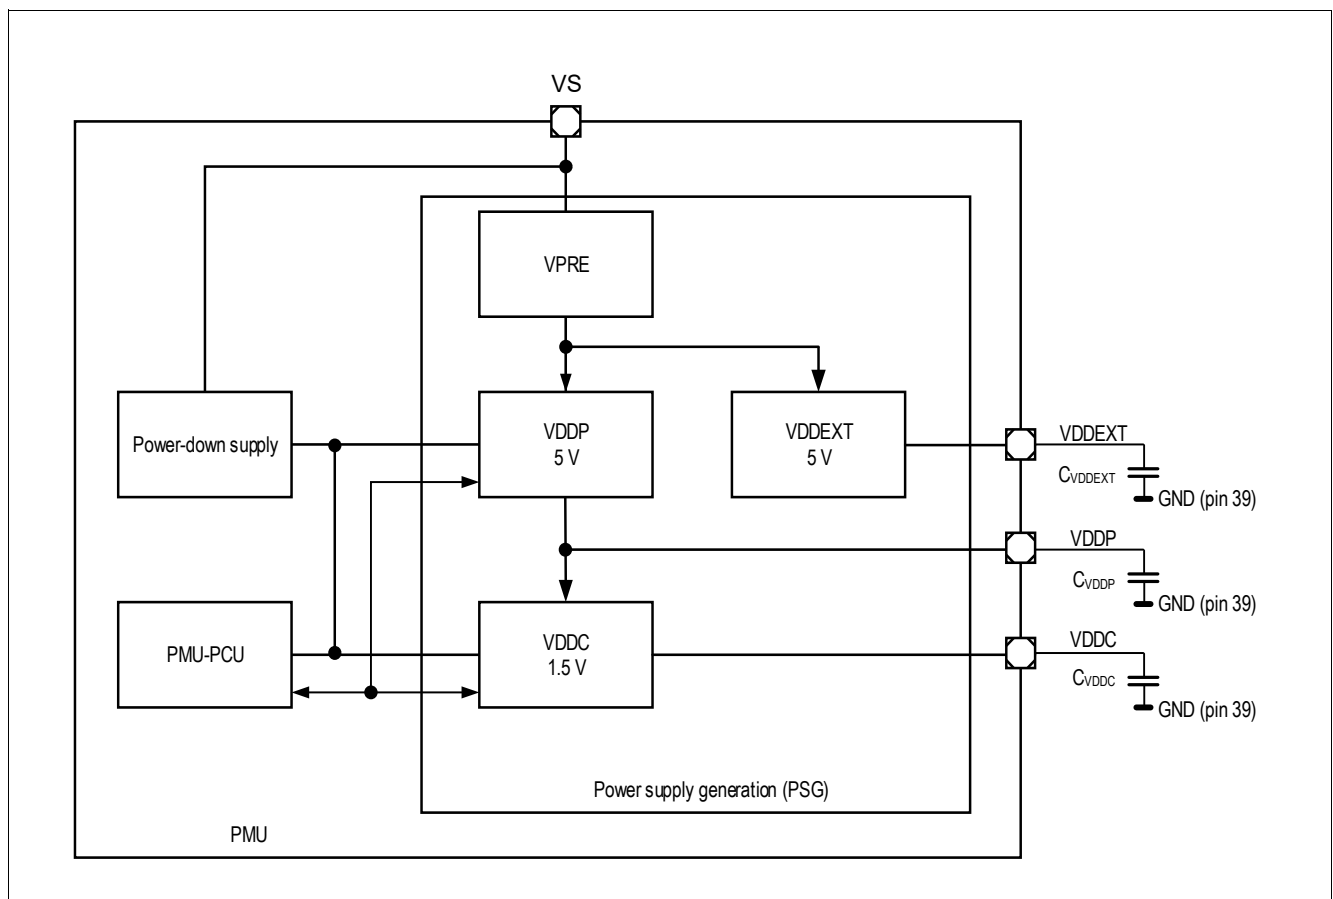 VS
VPRE
Power-down supply
VDDP
5 V
VDDEXT
5 V
VDDEXT
CVDDEXT
GND (pin 39)
VDDP
CVDDP
GND (pin 39)
PMU-PCU
VDDC
1.5 V
VDDC
CVDDC
GND (pin 39)
Power supply generation (PSG)
PMU